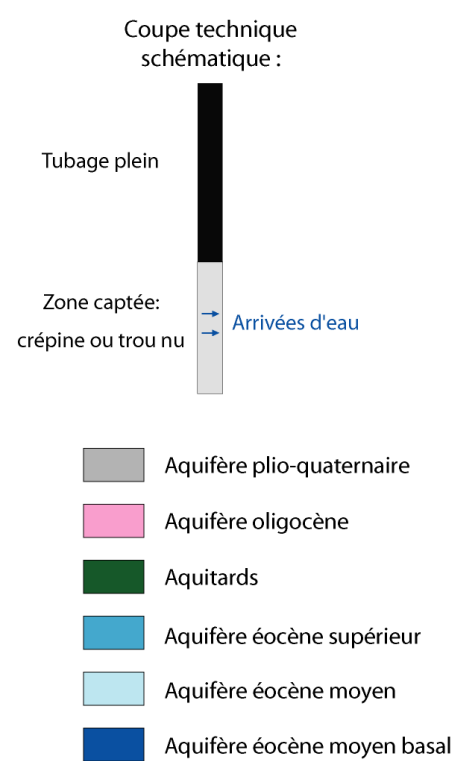 Coupe technique
schématique :
Tubage plein
Zone captée:
crépine ou trou nu
Arrivées d'eau
Aquifère plio-quaternaire
Aquifère oligocène
Aquitards
Aquifère éocène supérieur
Aquifère éocène moyen
Aquifère éocène moyen basal